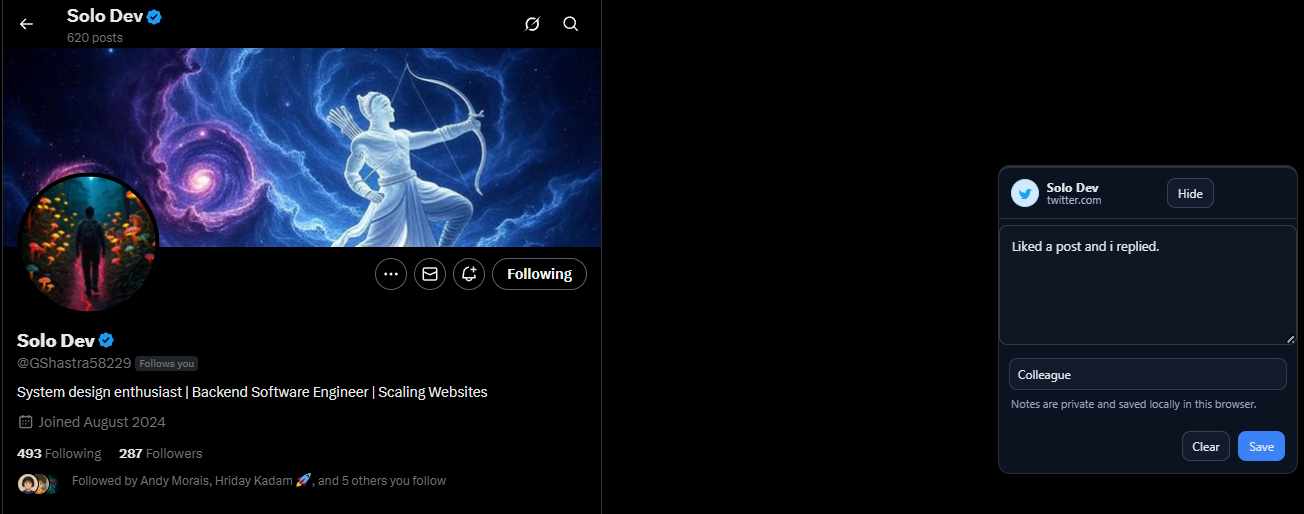 Solo Dev
620 posts
Following
Solo Dev
@GShastra58229 Follows you
System design enthusiast | Backend Software Engineer | Scaling Websites
Joined August 2024
493 Following 287 Followers
Followed by Andy Morais, Hriday Kadam 🚀, and 5 others you follow
Solo Dev
twitter.com
Hide
Liked a post and i replied.
Colleague
Notes are private and saved locally in this browser.
Clear Save